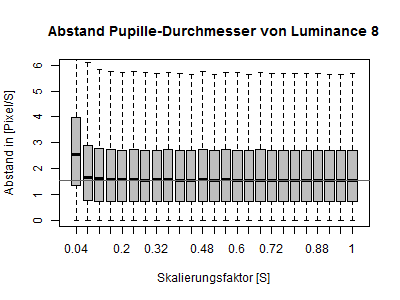 Abstand Pupille-Durchmesser von Luminance 8
Abstand in [Pixel/S]
6
5
4
3
2
1
0
0.04 0.2 0.32 0.48 0.6 0.72 0.88 1
Skalierungsfaktor [S]